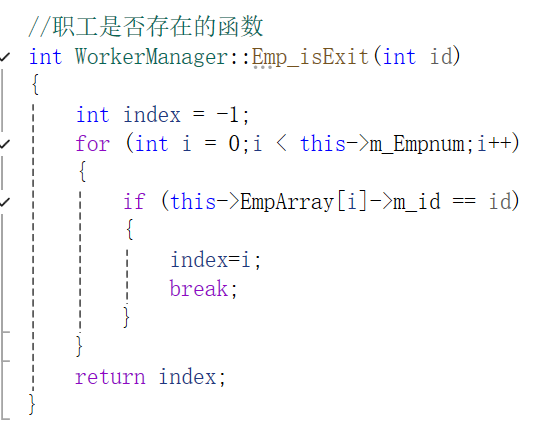 //职工是否存在的函数
int WorkerManager::Emp_isExit(int id)
{
    int index = -1;
    for (int i = 0;i < this->m_Empnum;i++)
    {
        if (this->EmpArray[i]->m_id == id)
        {
            index=i;
            break;
        }
    }
    return index;
}